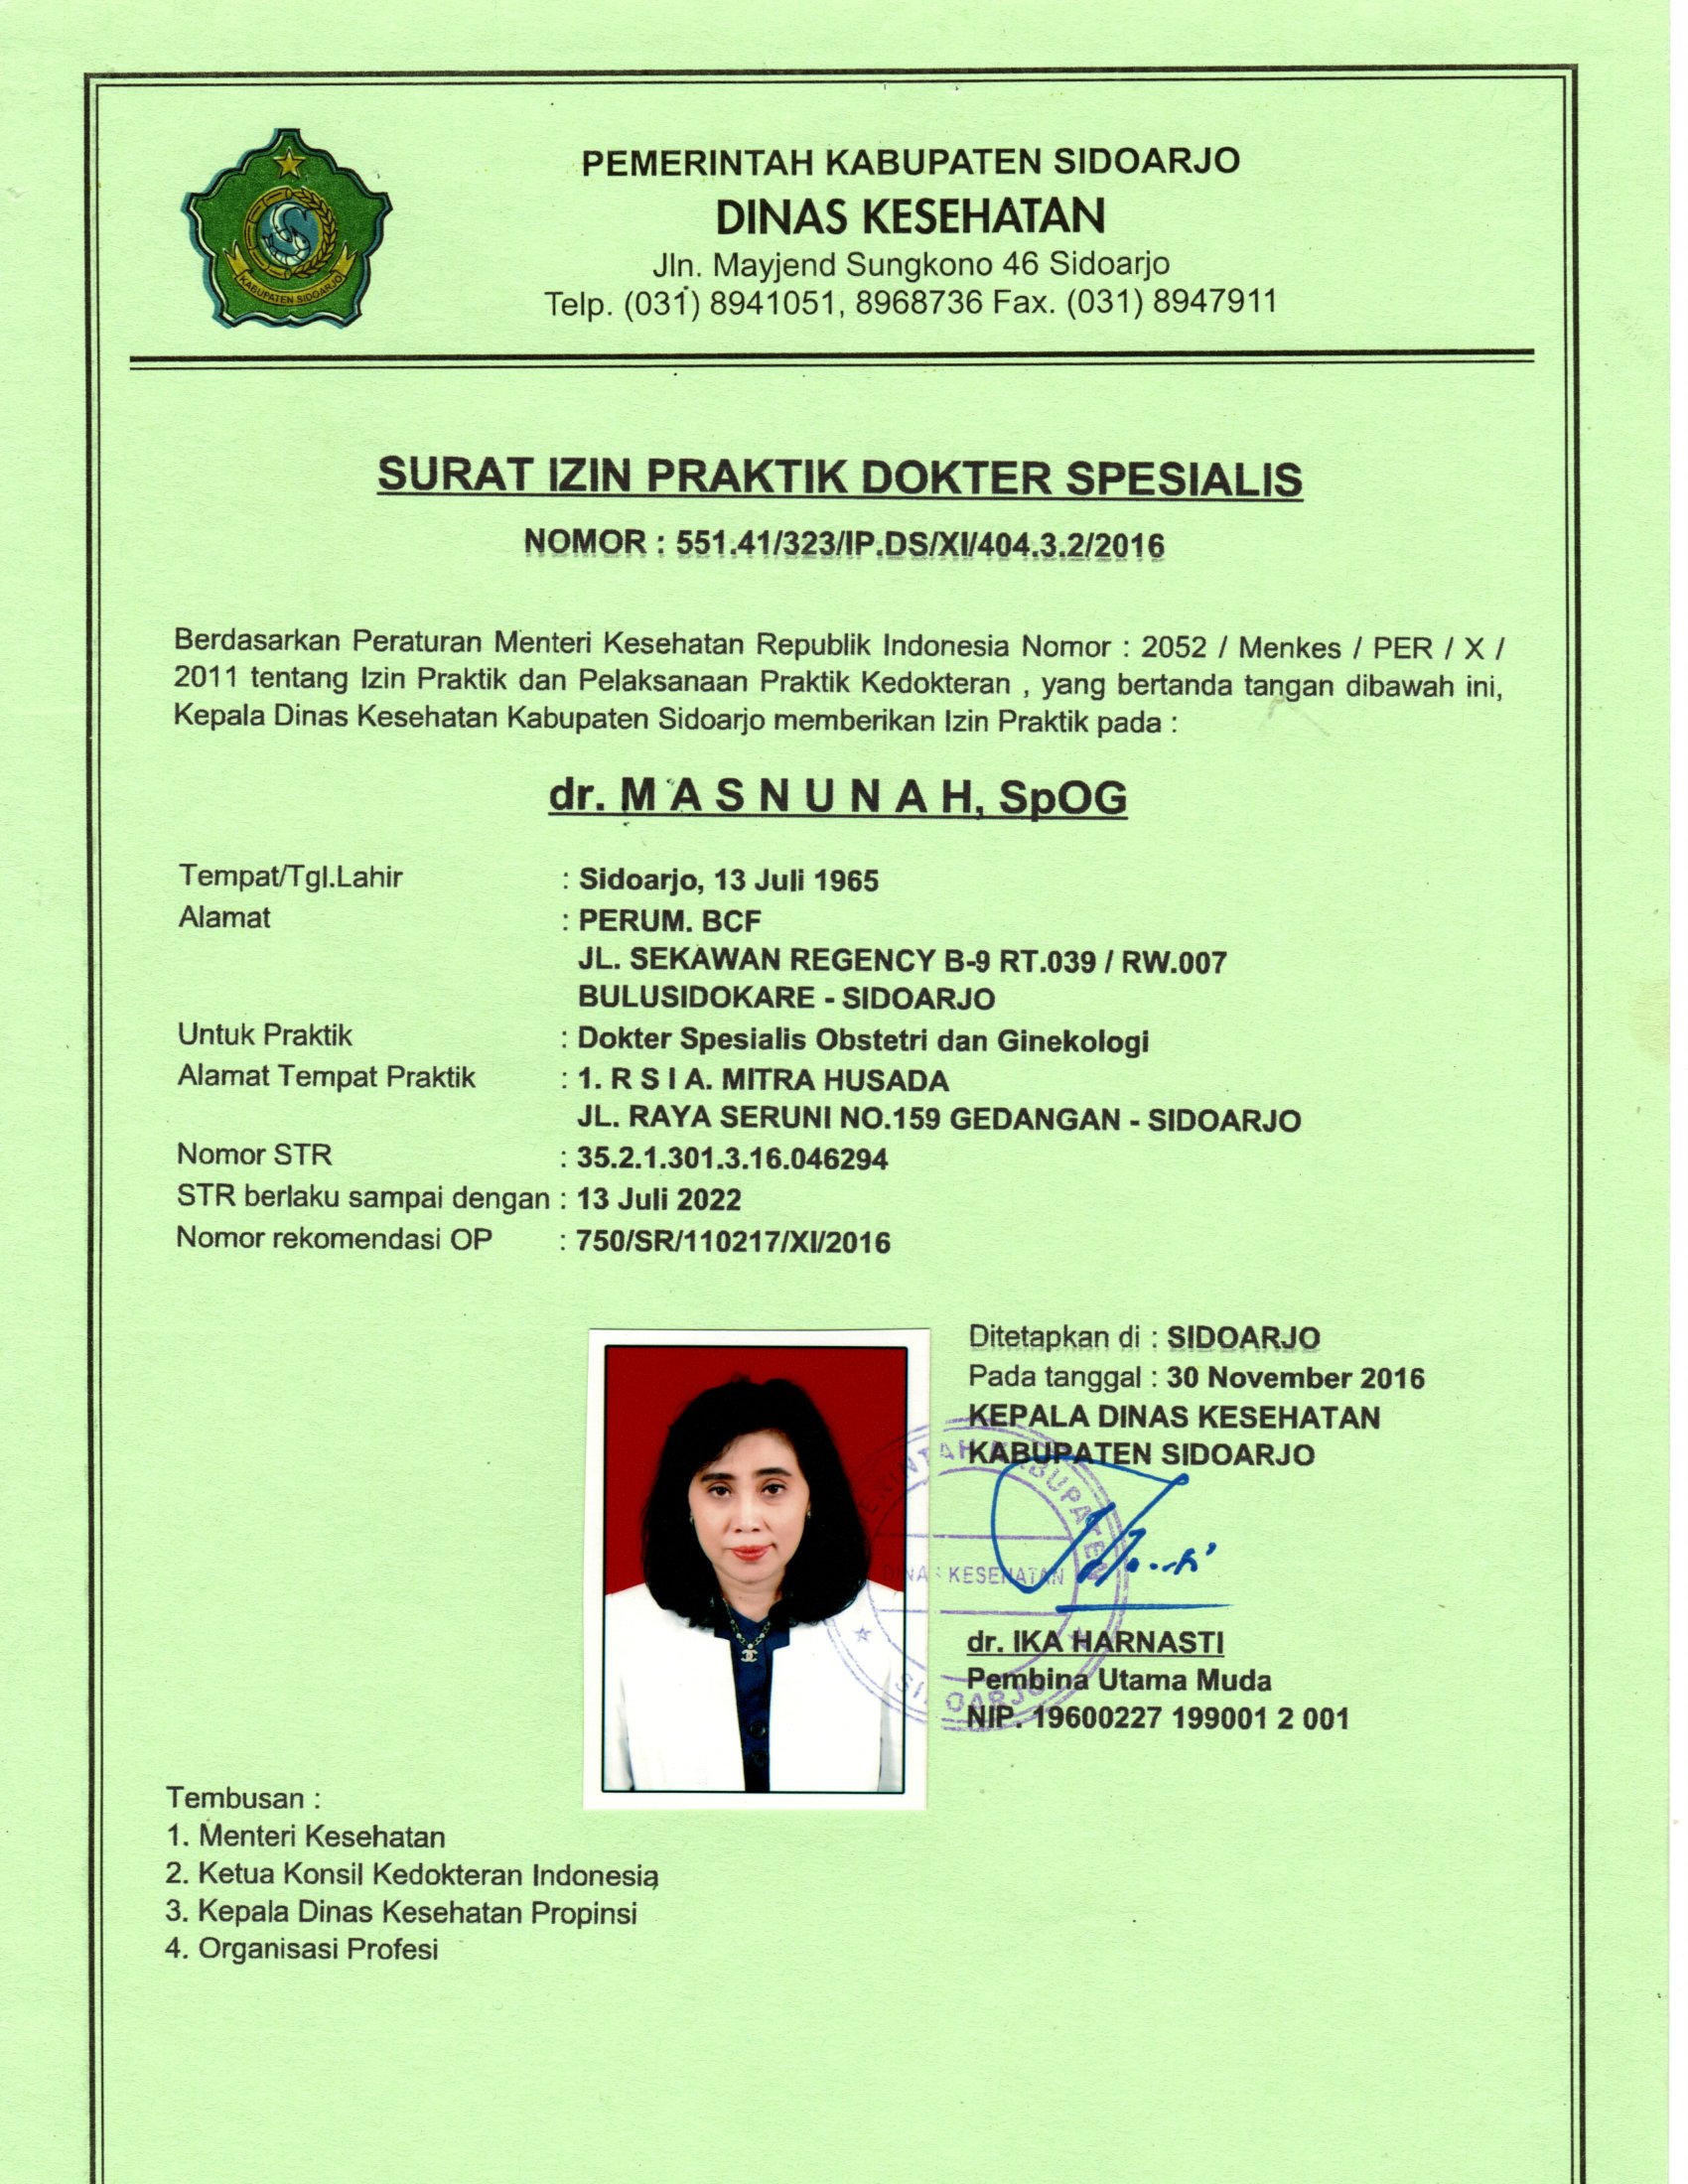 PEMERINTAH KABUPATEN SIDOARJO
DINAS KESEHATAN
Jln. Mayjend Sungkono 46 Sidoarjo
Telp. (031) 8941051, 8968736 Fax. (031) 8947911
KABUPATEN SIDOARJO
SURAT IZIN PRAKTIK DOKTER SPESIALIS
NOMOR : 551.41/323/IP.DS/XI/404.3.2/2016
Berdasarkan Peraturan Menteri Kesehatan Republik Indonesia Nomor : 2052 / Menkes / PER / X /
2011 tentang Izin Praktik dan Pelaksanaan Praktik Kedokteran , yang bertanda tangan dibawah ini,
Kepala Dinas Kesehatan Kabupaten Sidoarjo memberikan Izin Praktik pada :
dr. M A S N U N A H, SpOG
Tempat/Tgl.Lahir : Sidoarjo, 13 Juli 1965
Alamat : PERUM. BCF
JL. SEKAWAN REGENCY B-9 RT.039 / RW.007
BULUSIDOKARE - SIDOARJO
Untuk Praktik : Dokter Spesialis Obstetri dan Ginekologi
Alamat Tempat Praktik : 1. R S I A. MITRA HUSADA
JL. RAYA SERUNI NO.159 GEDANGAN - SIDOARJO
Nomor STR : 35.2.1.301.3.16.046294
STR berlaku sampai dengan : 13 Juli 2022
Nomor rekomendasi OP : 750/SR/110217/XI/2016
Ditetapkan di : SIDOARJO
Pada tanggal : 30 November 2016
KEPALA DINAS KESEHATAN
KABUPATEN SIDOARJO
KABUPATEN
DINAS KESEHATAN
SIDOARJO
dr. IKA HARNASTI
Pembina Utama Muda
NIP. 19600227 199001 2 001
Tembusan :
1. Menteri Kesehatan
2. Ketua Konsil Kedokteran Indonesia
3. Kepala Dinas Kesehatan Propinsi
4. Organisasi Profesi